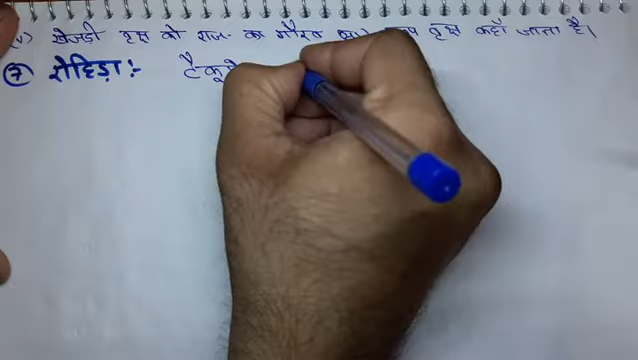 (v) खेजड़ी वृक्ष को राज. का गौरव वृक्ष कहाँ जाता है।
⑦ रोहिड़ा:- टेकू